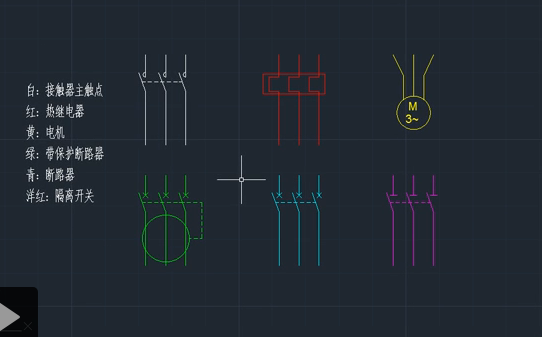 白: 接触器主触点
红: 热继电器
黄: 电机
绿: 带保护断路器
青: 断路器
洋红: 隔离开关
M
3~